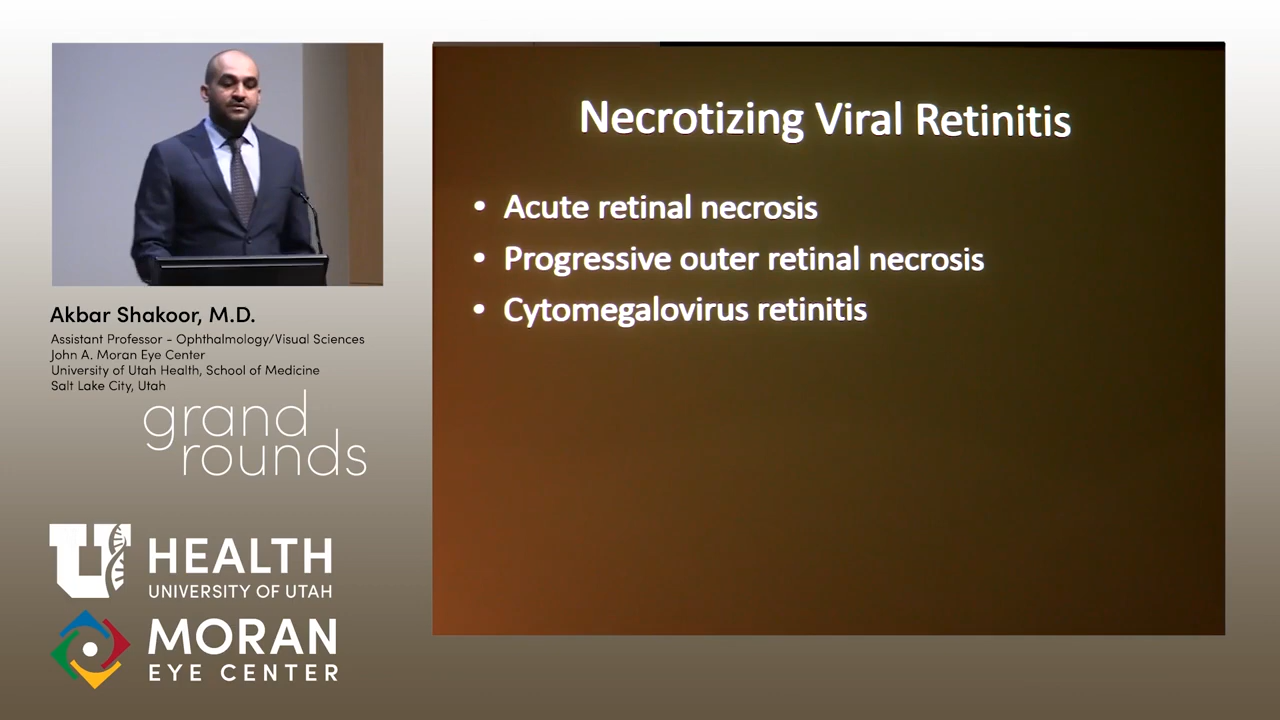 Akbar Shakoor, M.D.
Assistant Professor - Ophthalmology/Visual Sciences
John A. Moran Eye Center
University of Utah Health, School of Medicine
Salt Lake City, Utah
grand
rounds
U HEALTH
UNIVERSITY OF UTAH
MORAN
EYE CENTER
Necrotizing Viral Retinitis
• Acute retinal necrosis
• Progressive outer retinal necrosis
• Cytomegalovirus retinitis